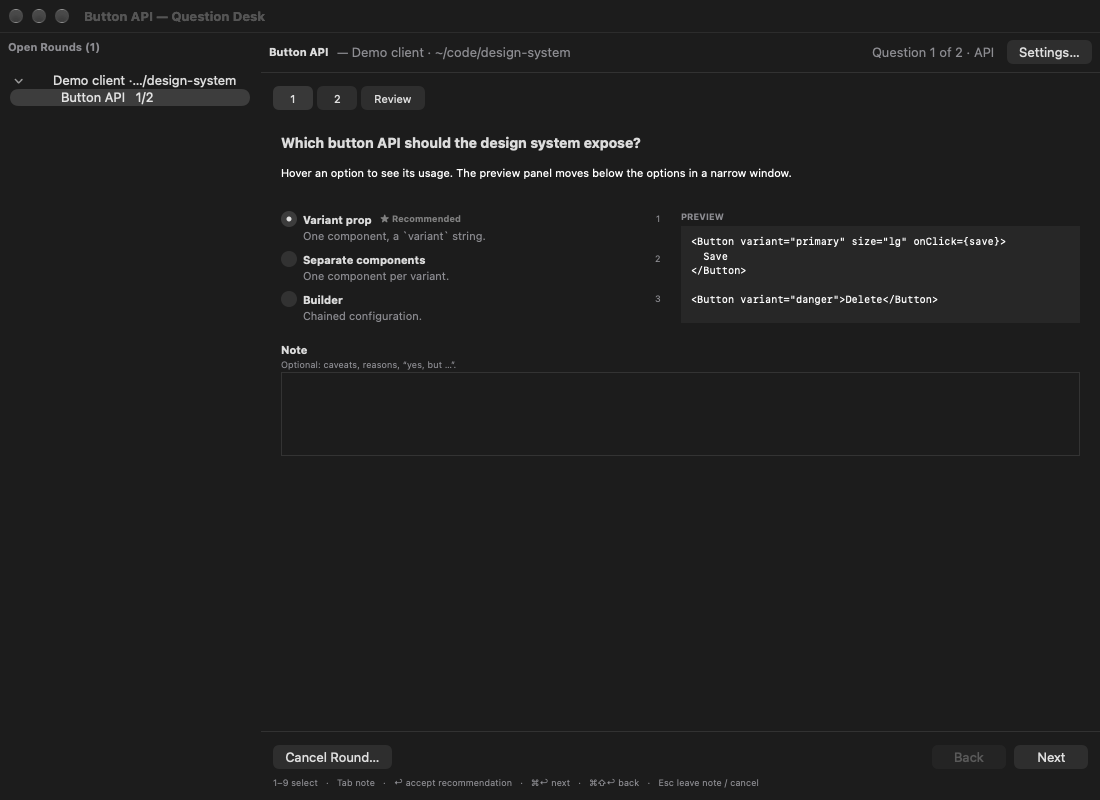 Button API — Question Desk
Open Rounds (1)
Demo client ·.../design-system
Button API 1/2
Button API — Demo client · ~/code/design-system
Question 1 of 2 · API
Settings...
1
2
Review
Which button API should the design system expose?
Hover an option to see its usage. The preview panel moves below the options in a narrow window.
Variant prop ★ Recommended 1
One component, a `variant` string.
Separate components 2
One component per variant.
Builder 3
Chained configuration.
PREVIEW
<Button variant="primary" size="lg" onClick={save}>
  Save
</Button>
<Button variant="danger">Delete</Button>
Note
Optional: caveats, reasons, “yes, but …”.
Cancel Round...
Back
Next
1–9 select · Tab note · ↩ accept recommendation · ⌘↩ next · ⌘⇧↩ back · Esc leave note / cancel